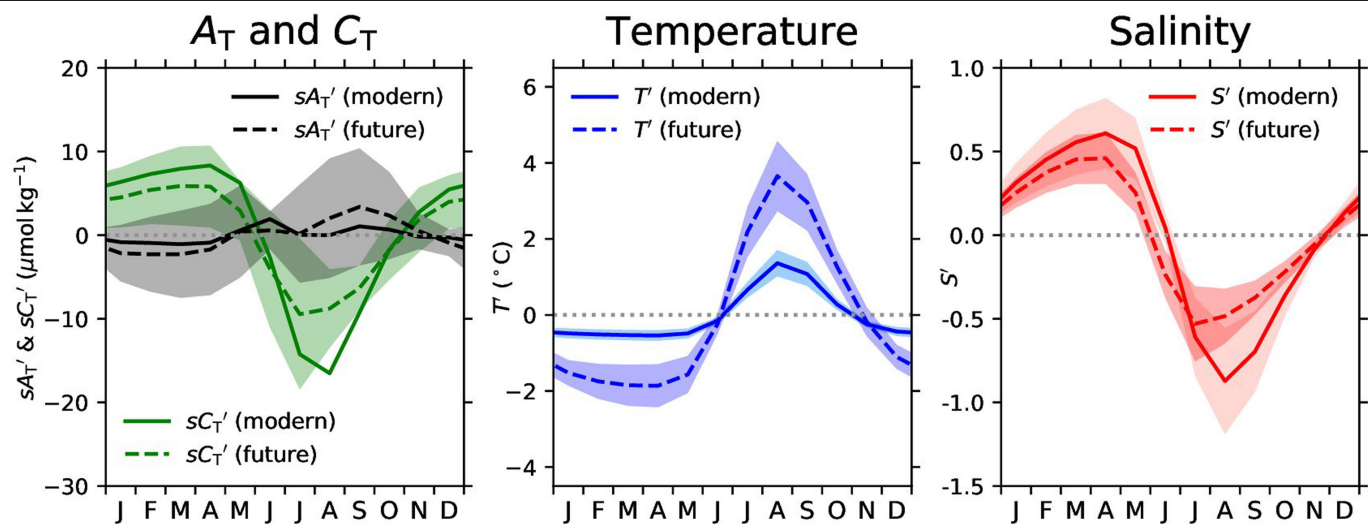 A_T and C_T
20
10
0
−10
−20
−30
sA_T′ & sC_T′ (μmol kg⁻¹)
sA_T′ (modern)
sA_T′ (future)
sC_T′ (modern)
sC_T′ (future)
J F M A M J J A S O N D
Temperature
6
4
2
0
−2
−4
T′ (°C)
T′ (modern)
T′ (future)
J F M A M J J A S O N D
Salinity
1.0
0.5
0.0
-0.5
-1.0
-1.5
S′
S′ (modern)
S′ (future)
J F M A M J J A S O N D